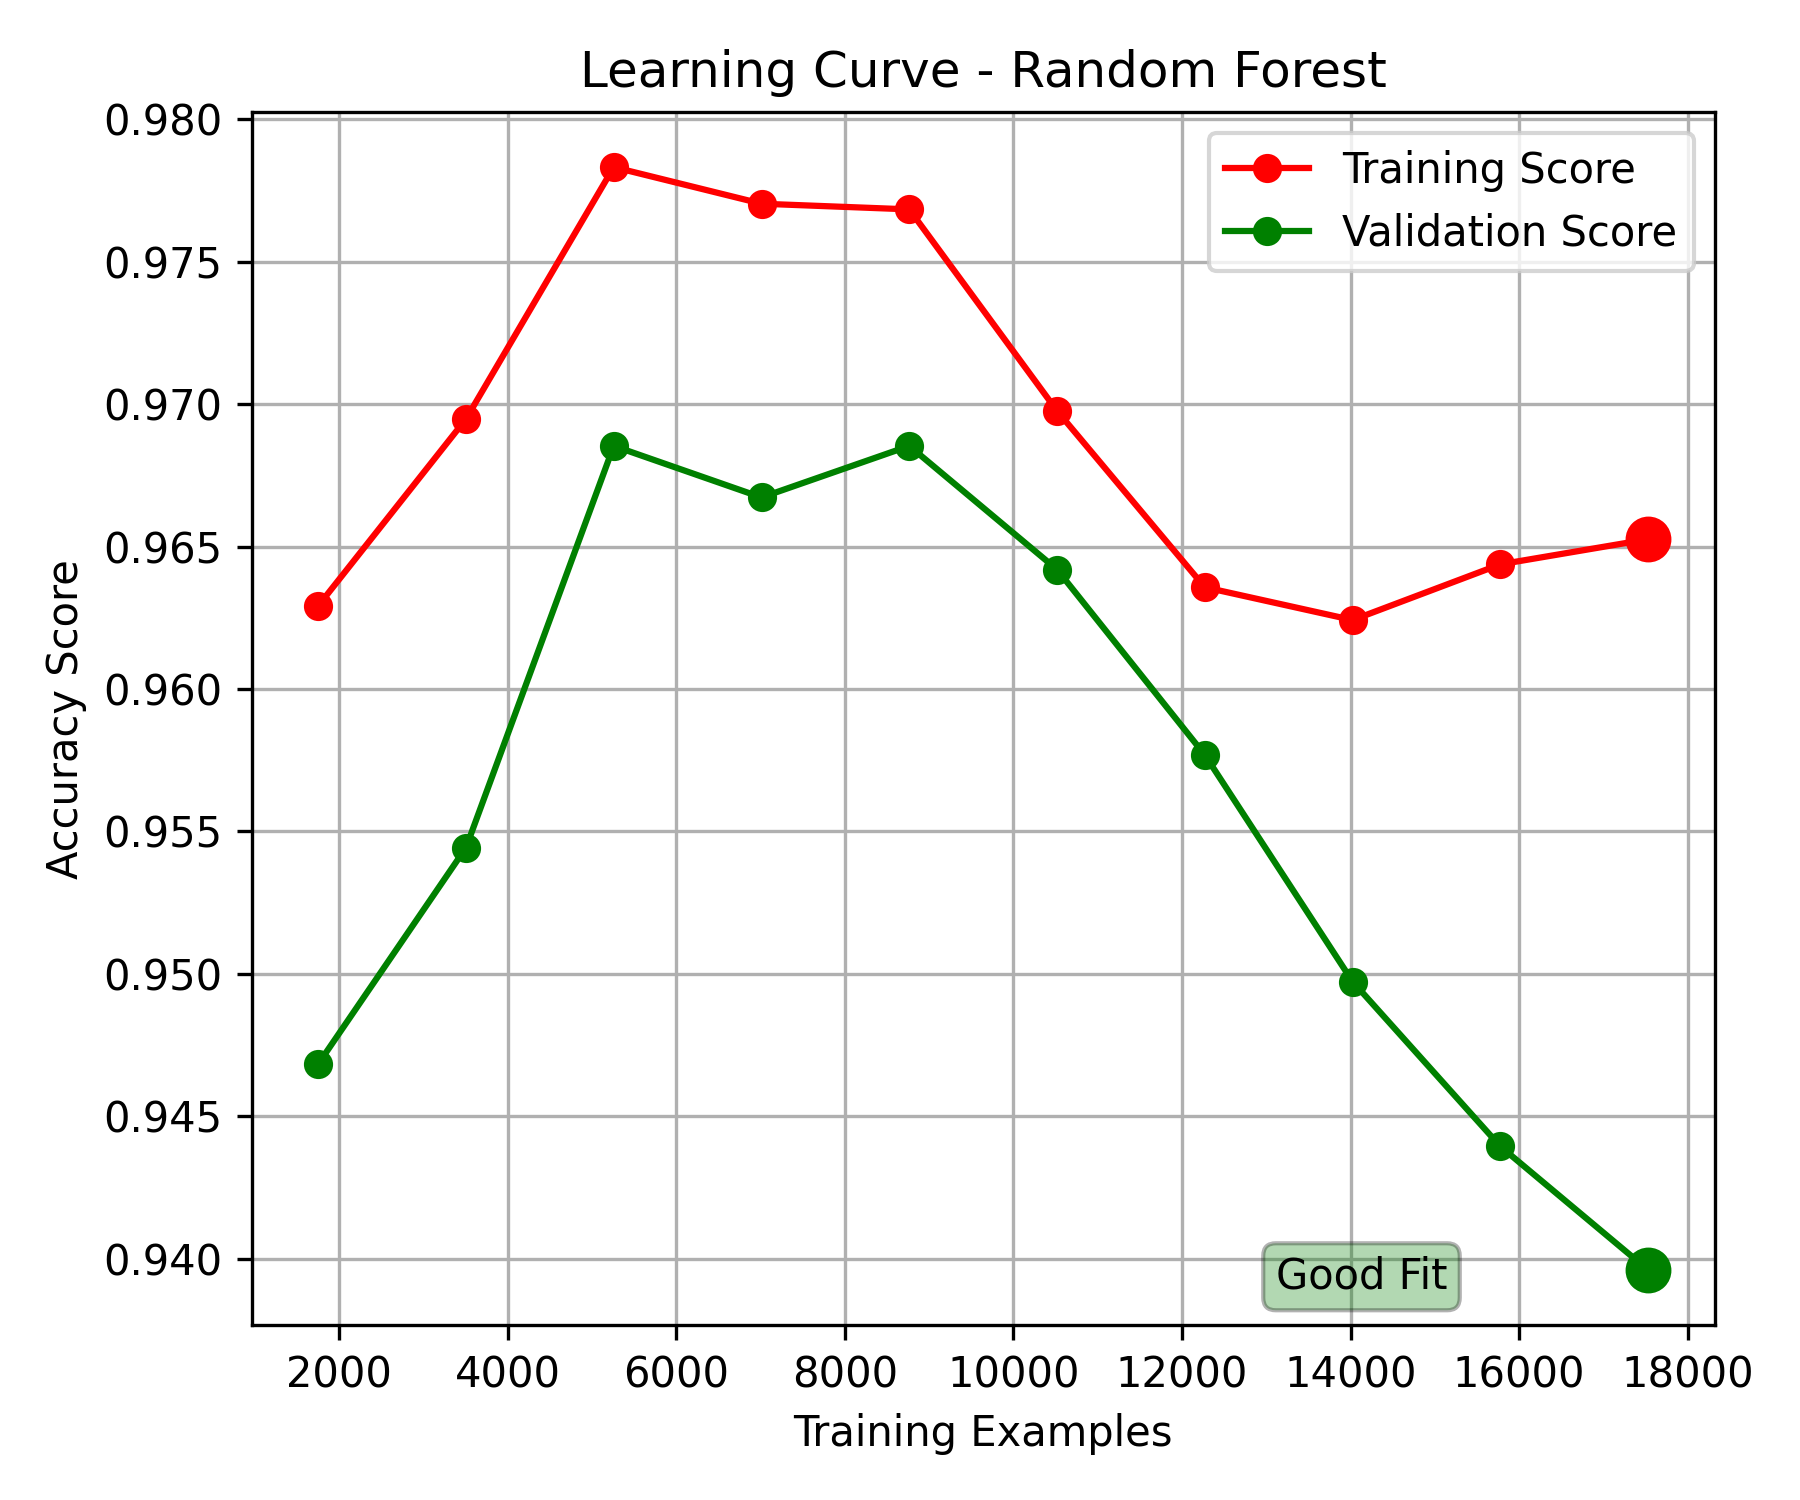 Learning Curve - Random Forest
0.980
0.975
0.970
0.965
0.960
0.955
0.950
0.945
0.940
Accuracy Score
Training Score
Validation Score
Good Fit
2000 4000 6000 8000 10000 12000 14000 16000 18000
Training Examples